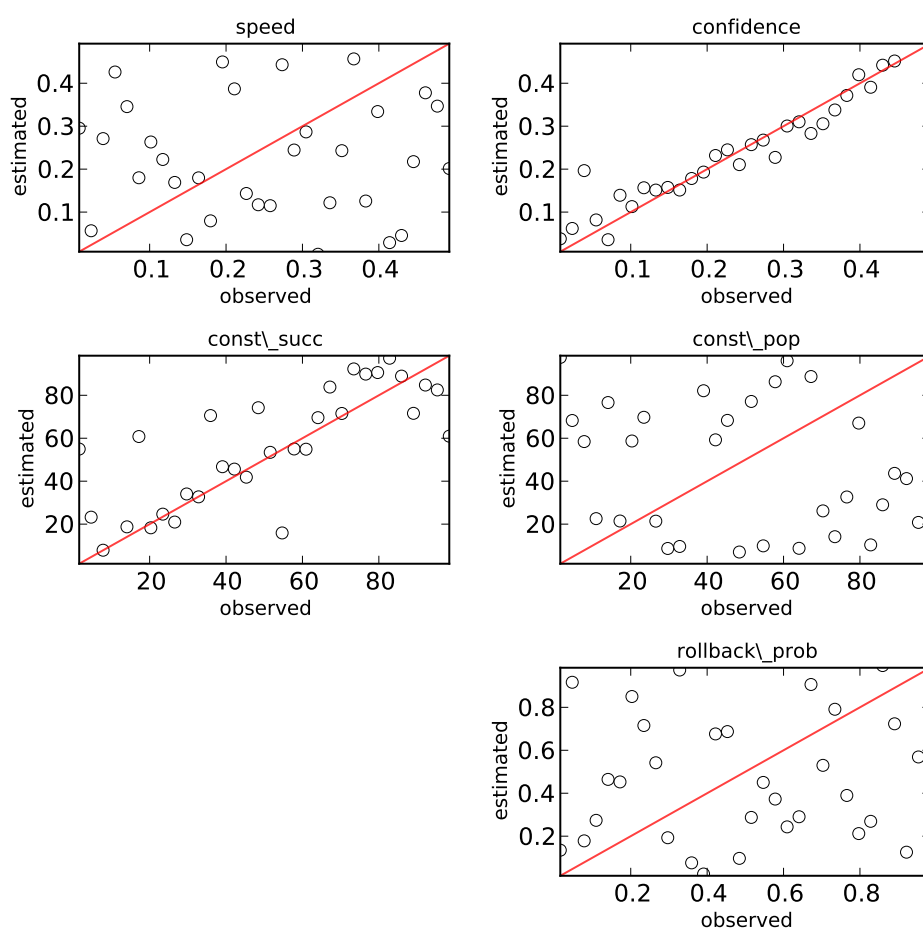 speed
estimated
0.4
0.3
0.2
0.1
0.1 0.2 0.3 0.4
observed
confidence
estimated
0.4
0.3
0.2
0.1
0.1 0.2 0.3 0.4
observed
const\_succ
estimated
80
60
40
20
20 40 60 80
observed
const\_pop
estimated
80
60
40
20
20 40 60 80
observed
rollback\_prob
estimated
0.8
0.6
0.4
0.2
0.2 0.4 0.6 0.8
observed